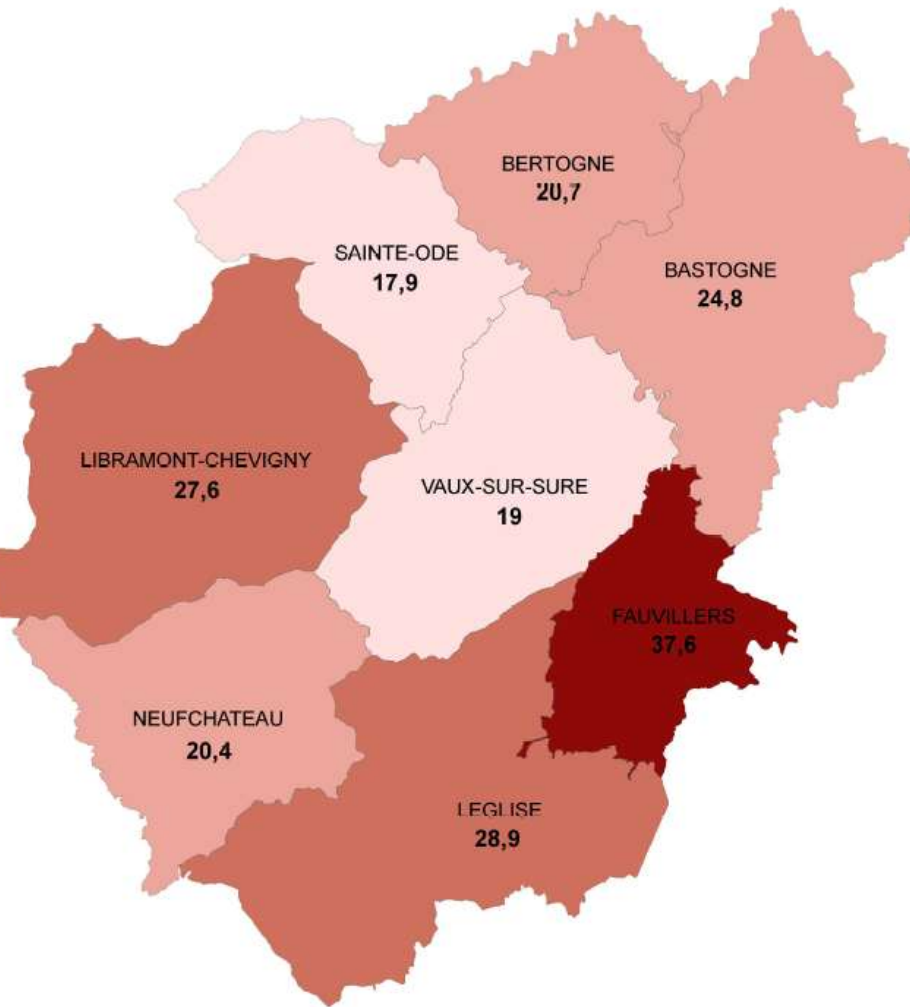 BERTOGNE
20,7
SAINTE-ODE
17,9
BASTOGNE
24,8
LIBRAMONT-CHEVIGNY
27,6
VAUX-SUR-SURE
19
FAUVILLERS
37,6
NEUFCHATEAU
20,4
LEGLISE
28,9